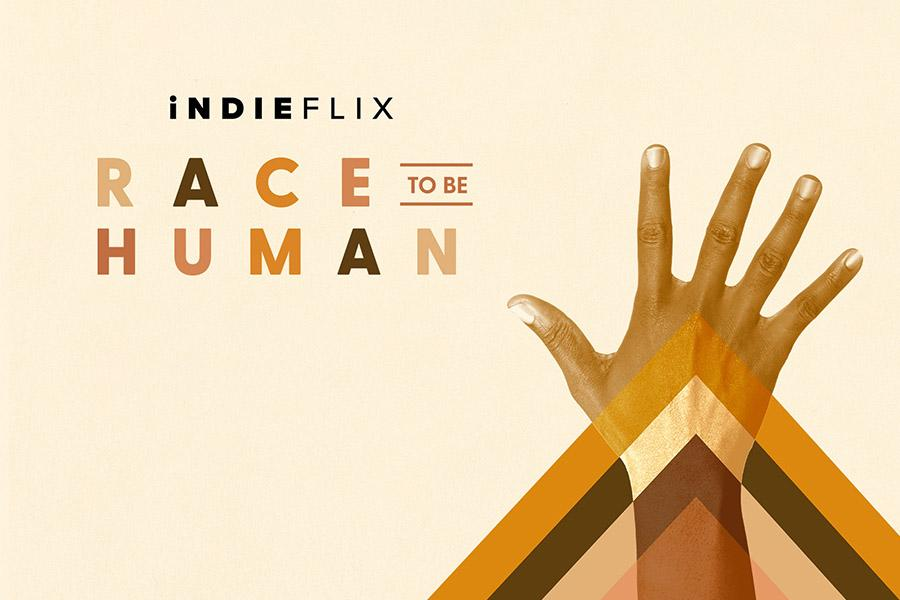 iNDIEFLIX
RACE TO BE
HUMAN